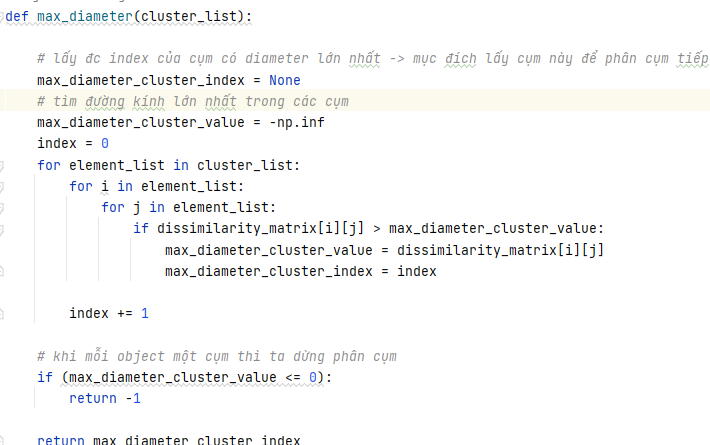 def max_diameter(cluster_list):
# lấy đc index của cụm có diameter lớn nhất -> mục đích lấy cụm này để phân cụm tiếp
max_diameter_cluster_index = None
# tìm đường kính lớn nhất trong các cụm
max_diameter_cluster_value = -np.inf
index = 0
for element_list in cluster_list:
for i in element_list:
for j in element_list:
if dissimilarity_matrix[i][j] > max_diameter_cluster_value:
max_diameter_cluster_value = dissimilarity_matrix[i][j]
max_diameter_cluster_index = index
index += 1
# khi mỗi object một cụm thì ta dừng phân cụm
if (max_diameter_cluster_value <= 0):
return -1
return max_diameter_cluster_index